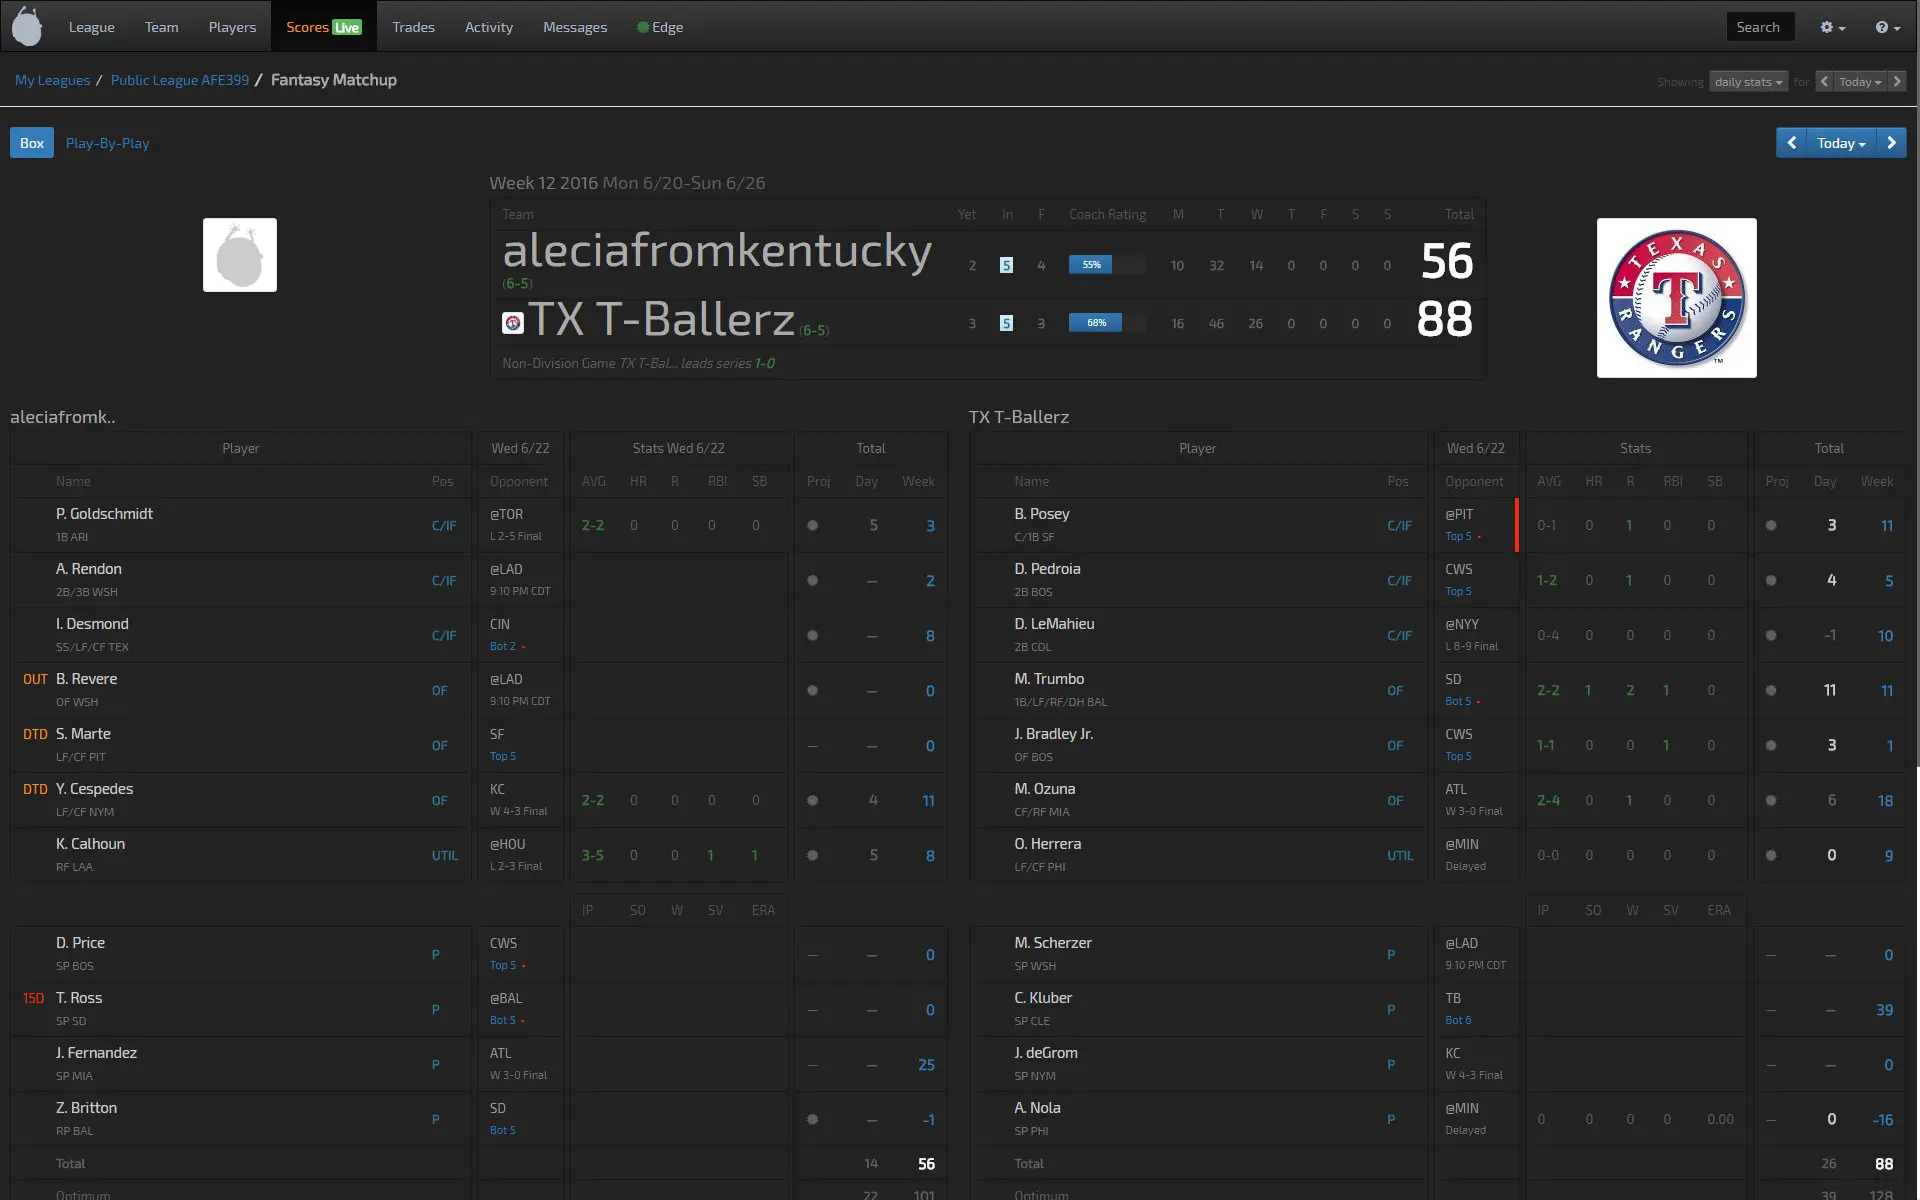 League Team Players Scores Live Trades Activity Messages Edge Search
My Leagues / Public League AFE399 / Fantasy Matchup Showing daily stats for Today
Box Play-By-Play Today
Week 12 2016 Mon 6/20-Sun 6/26
Team Yet In F Coach Rating M T W T F S S Total
aleciafromkentucky 2 5 4 55% 10 32 14 0 0 0 0 56
(6-5)
TX T-Ballerz (6-5) 3 5 3 68% 16 46 26 0 0 0 0 88
Non-Division Game TX T-Bal... leads series 1-0
TEXAS T RANGERS TM
aleciafromk..
Player Wed 6/22 Stats Wed 6/22 Total
Name Pos Opponent AVG HR R RBI SB Proj Day Week
P. Goldschmidt C/IF @TOR 2-2 0 0 0 0 5 3
1B ARI L 2-5 Final
A. Rendon C/IF @LAD — 2
2B/3B WSH 9:10 PM CDT
I. Desmond C/IF CIN — 8
SS/LF/CF TEX Bot 2
OUT B. Revere OF @LAD — 0
OF WSH 9:10 PM CDT
DTD S. Marte OF SF — — 0
LF/CF PIT Top 5
DTD Y. Cespedes OF KC 2-2 0 0 0 0 4 11
LF/CF NYM W 4-3 Final
K. Calhoun UTIL @HOU 3-5 0 0 1 1 5 8
RF LAA L 2-3 Final
IP SO W SV ERA
D. Price P CWS — — 0
SP BOS Top 5
15D T. Ross P @BAL — — 0
SP SD Bot 5
J. Fernandez P ATL — — 25
SP MIA W 3-0 Final
Z. Britton P SD — -1
RP BAL Bot 5
Total 14 56
Optimum 22 101
TX T-Ballerz
Player Wed 6/22 Stats Total
Name Pos Opponent AVG HR R RBI SB Proj Day Week
B. Posey C/IF @PIT 0-1 0 1 0 0 3 11
C/1B SF Top 5
D. Pedroia C/IF CWS 1-2 0 1 0 0 4 5
2B BOS Top 5
D. LeMahieu C/IF @NYY 0-4 0 0 0 0 -1 10
2B COL L 8-9 Final
M. Trumbo OF SD 2-2 1 2 1 0 11 11
1B/LF/RF/DH BAL Bot 5
J. Bradley Jr. OF CWS 1-1 0 0 1 0 3 1
OF BOS Top 5
M. Ozuna OF ATL 2-4 0 1 0 0 6 18
CF/RF MIA W 3-0 Final
O. Herrera UTIL @MIN 0-0 0 0 0 0 0 9
LF/CF PHI Delayed
IP SO W SV ERA
M. Scherzer P @LAD — — 0
SP WSH 9:10 PM CDT
C. Kluber P TB — — 39
SP CLE Bot 6
J. deGrom P KC — — 0
SP NYM W 4-3 Final
A. Nola P @MIN 0 0 0 0 0.00 — 0 -16
SP PHI Delayed
Total 26 88
Optimum 39 128